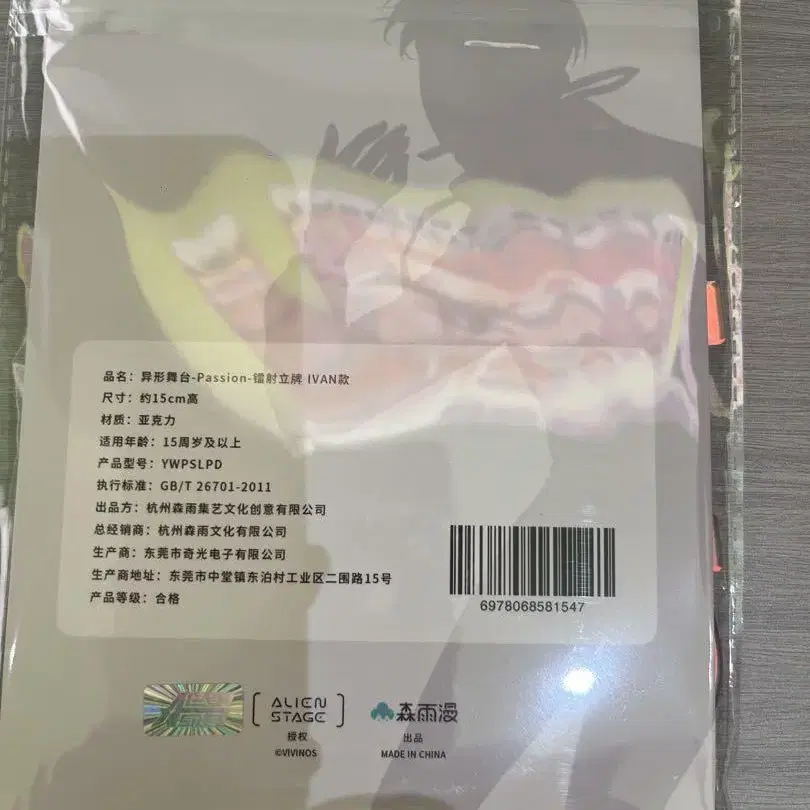 品名：异形舞台-Passion-镭射立牌 IVAN款
尺寸：约15cm高
材质：亚克力
适用年龄：15周岁及以上
产品型号：YWPSLPD
执行标准：GB/T 26701-2011
出品方：杭州森雨集艺文化创意有限公司
总经销商：杭州森雨文化有限公司
生产商：东莞市奇光电子有限公司
生产商地址：东莞市中堂镇东泊村工业区二围路15号
产品等级：合格
6978068581547
ALIEN STAGE
授权
©VIVINOS
森雨漫
出品
MADE IN CHINA